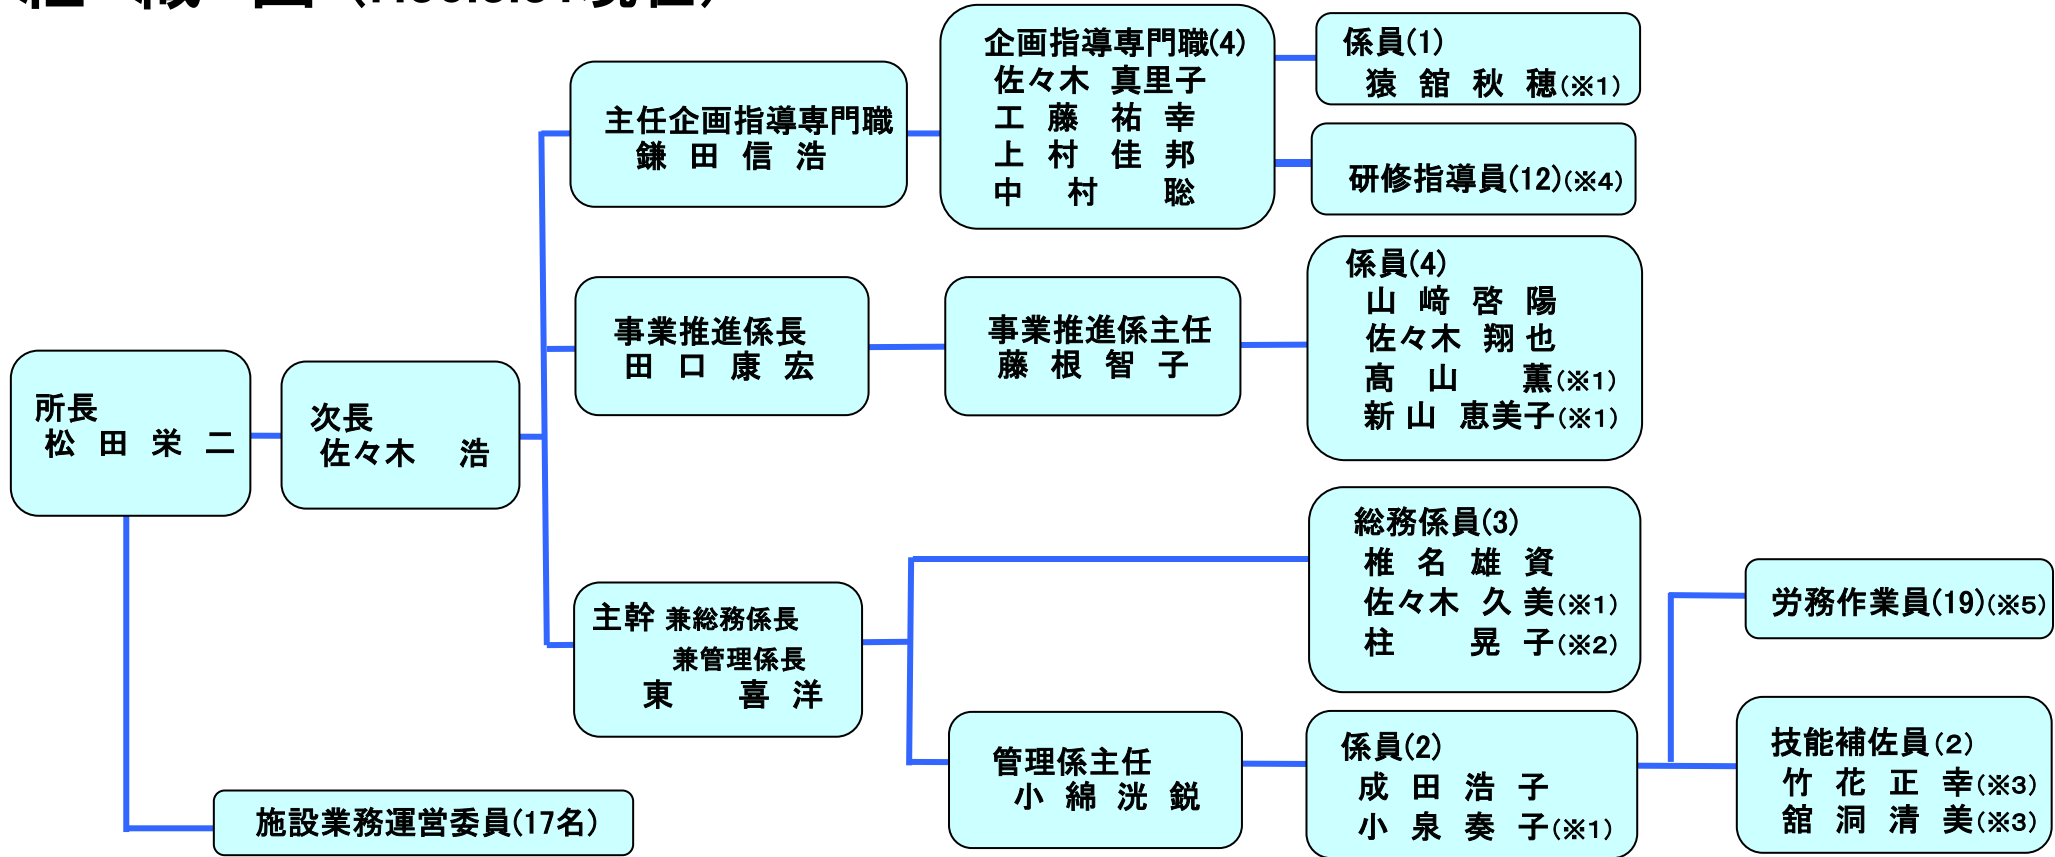 組 織 図 (H30.3.31現在)
所長
松 田 栄 二
次長
佐々木 浩
主任企画指導専門職
鎌 田 信 浩
企画指導専門職(4)
佐々木 真里子
工 藤 祐 幸
上 村 佳 邦
中 村 聡
係員(1)
猿 舘 秋 穂(※1)
研修指導員(12)(※4)
事業推進係長
田 口 康 宏
事業推進係主任
藤 根 智 子
係員(4)
山 﨑 啓 陽
佐々木 翔 也
髙 山 薫(※1)
新 山 恵美子(※1)
主幹 兼総務係長
兼管理係長
東 喜 洋
総務係員(3)
椎 名 雄 資
佐々木 久 美(※1)
柱 晃 子(※2)
管理係主任
小 綿 洸 鋭
係員(2)
成 田 浩 子
小 泉 奏 子(※1)
労務作業員(19)(※5)
技能補佐員(2)
竹 花 正 幸(※3)
舘 洞 清 美(※3)
施設業務運営委員(17名)